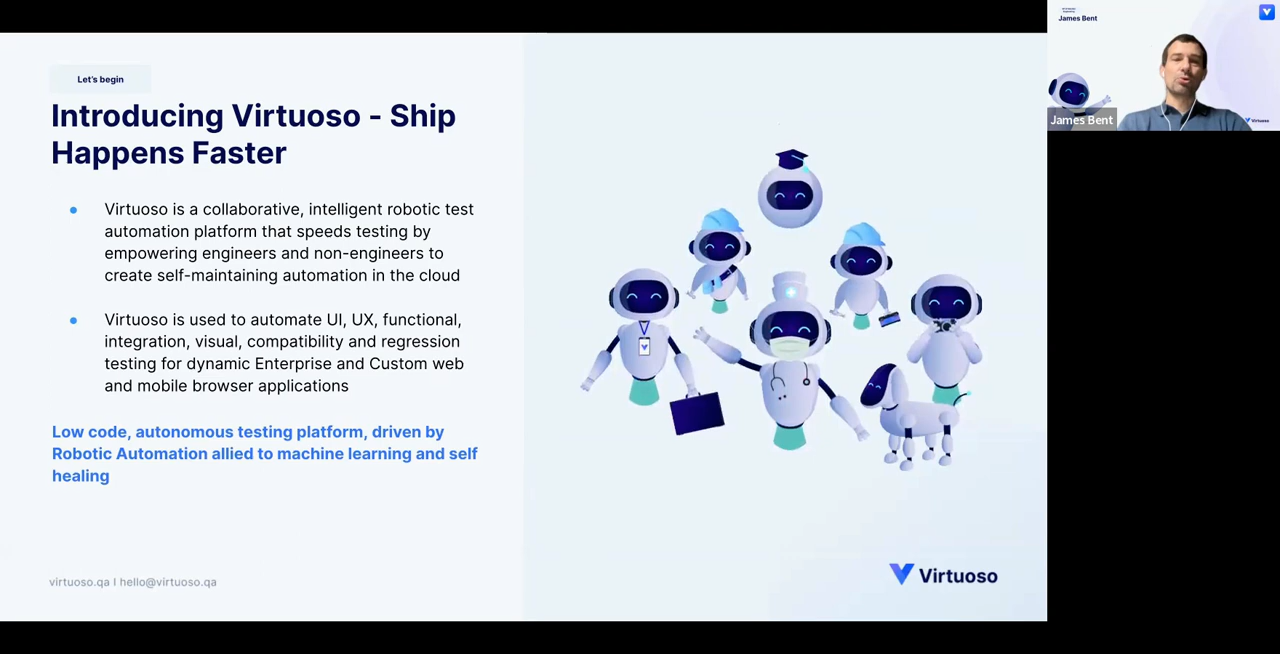 Let's begin
Introducing Virtuoso - Ship
Happens Faster
Virtuoso is a collaborative, intelligent robotic test
automation platform that speeds testing by
empowering engineers and non-engineers to
create self-maintaining automation in the cloud
Virtuoso is used to automate UI, UX, functional,
integration, visual, compatibility and regression
testing for dynamic Enterprise and Custom web
and mobile browser applications
Low code, autonomous testing platform, driven by
Robotic Automation allied to machine learning and self
healing
virtuoso.qa I hello@virtuoso.qa
Virtuoso
James Bent
James Bent
Virtuoso